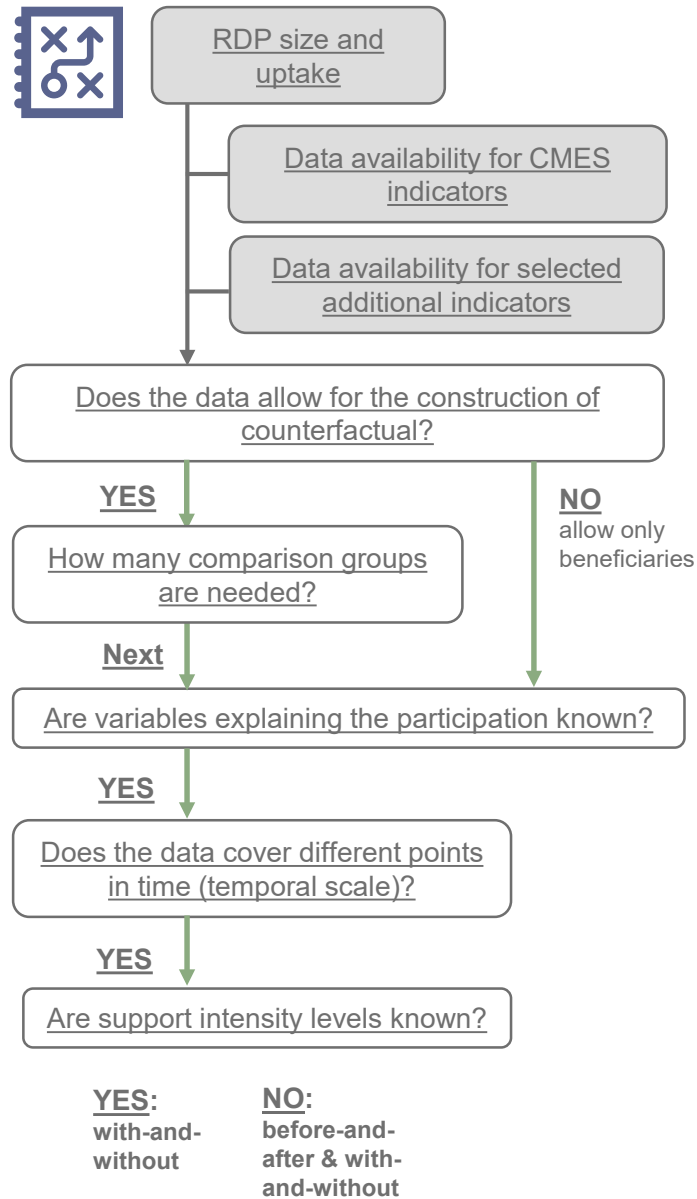 RDP size and
uptake
Data availability for CMES
indicators
Data availability for selected
additional indicators
Does the data allow for the construction of
counterfactual?
YES
NO
allow only
beneficiaries
How many comparison groups
are needed?
Next
Are variables explaining the participation known?
YES
Does the data cover different points
in time (temporal scale)?
YES
Are support intensity levels known?
YES:
with-and-
without
NO:
before-and-
after & with-
and-without